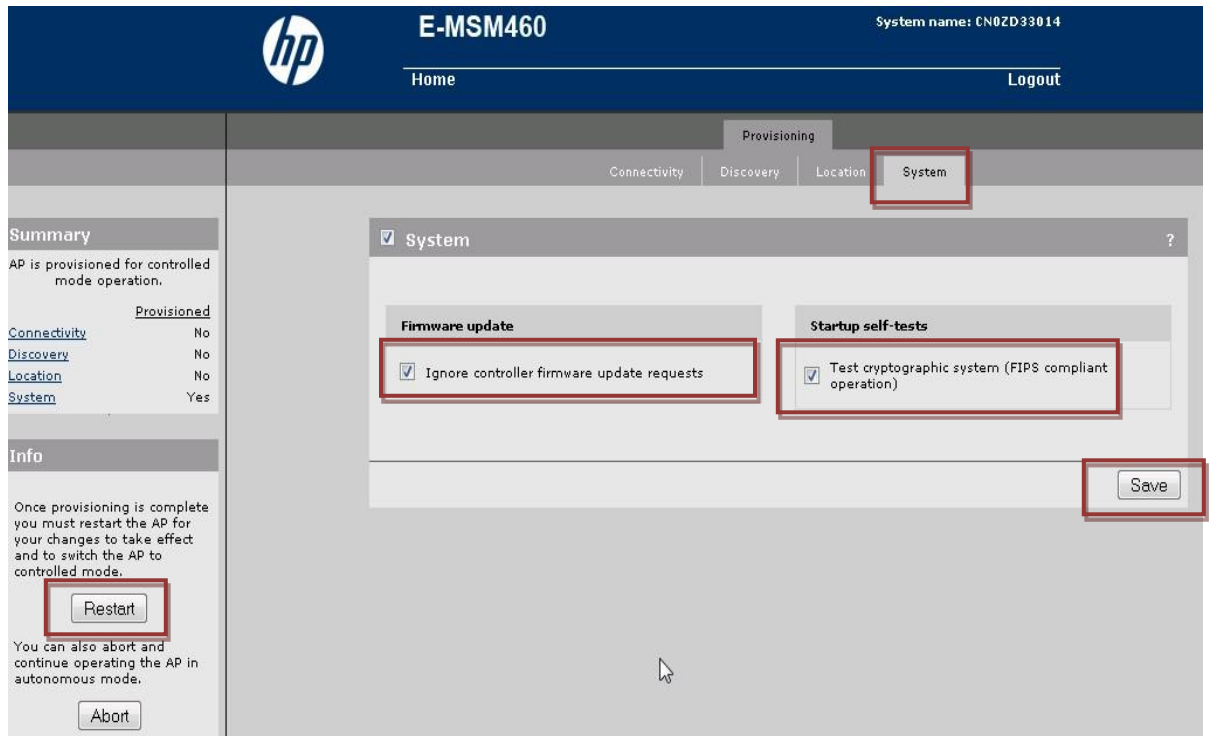 hp
E-MSM460
System name: CN0ZD33014
Home
Logout
Provisioning
Connectivity
Discovery
Location
System
Summary
AP is provisioned for controlled
mode operation.
Provisioned
Connectivity No
Discovery No
Location No
System Yes
Info
Once provisioning is complete
you must restart the AP for
your changes to take effect
and to switch the AP to
controlled mode.
Restart
You can also abort and
continue operating the AP in
autonomous mode.
Abort
System
?
Firmware update
Ignore controller firmware update requests
Startup self-tests
Test cryptographic system (FIPS compliant
operation)
Save